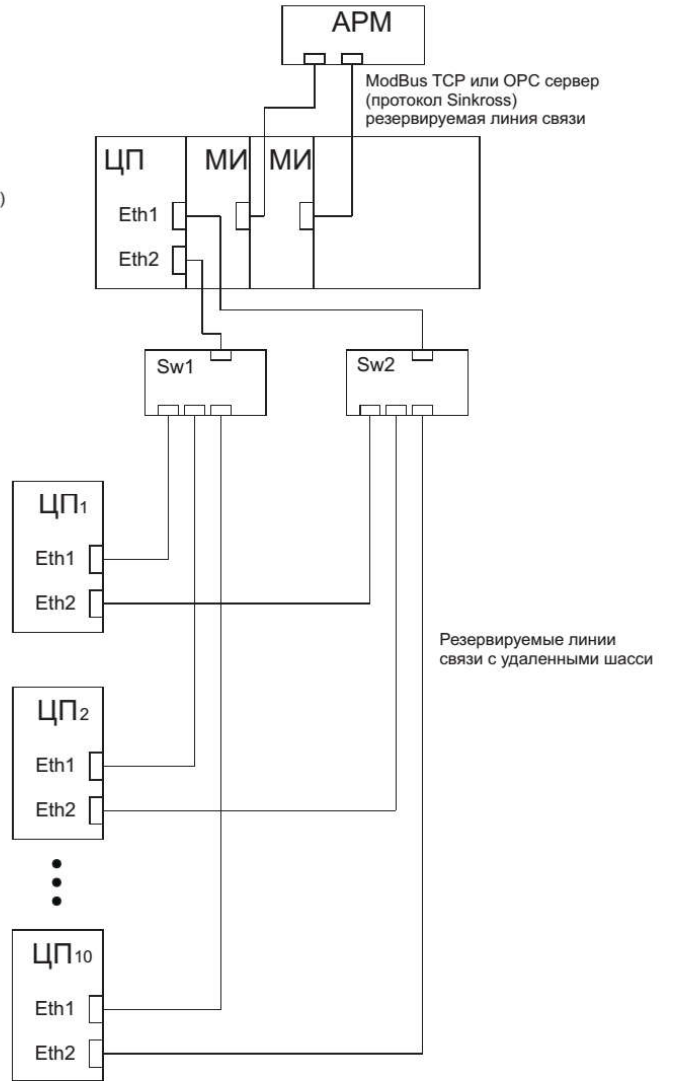 АРМ
ModBus TCP или OPC сервер
(протокол Sinkross)
резервируемая линия связи
ЦП
МИ
МИ
)
Eth1
Eth2
Sw1
Sw2
ЦП1
Eth1
Eth2
Резервируемые линии
связи с удаленными шасси
ЦП2
Eth1
Eth2
ЦП10
Eth1
Eth2